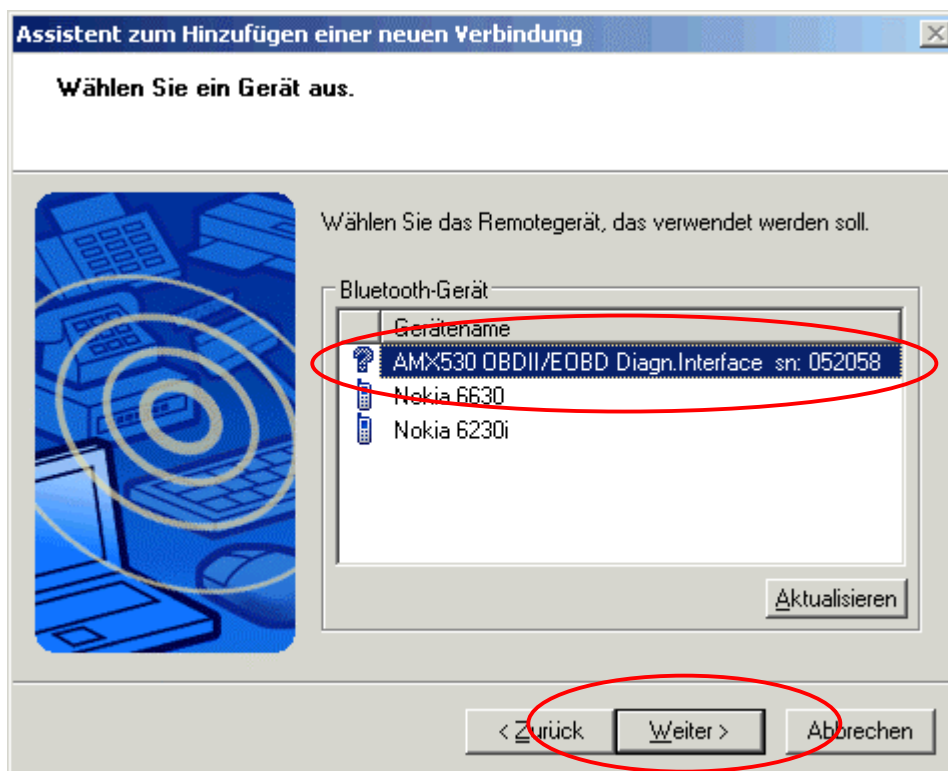 Assistent zum Hinzufügen einer neuen Verbindung
Wählen Sie ein Gerät aus.
Wählen Sie das Remotegerät, das verwendet werden soll.
Bluetooth-Gerät
Gerätename
AMX530 OBDII/EOBD Diagn.Interface sn: 052058
Nokia 6630
Nokia 6230i
Aktualisieren
< Zurück Weiter > Abbrechen